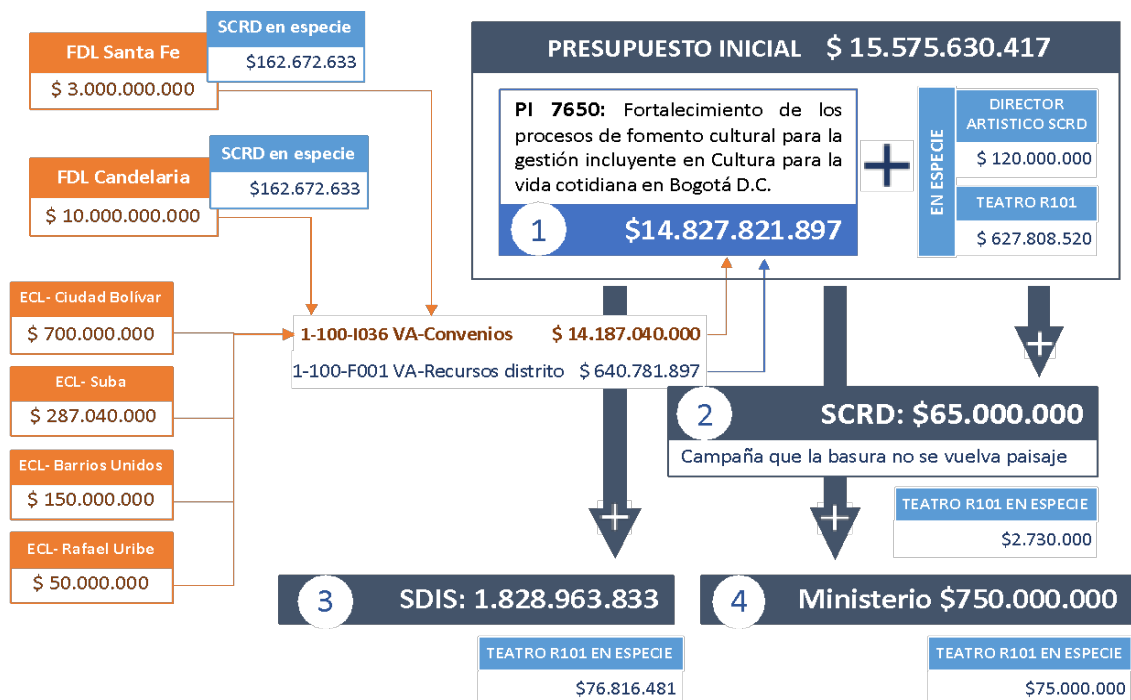 SCRD en especie
$162.672.633
FDL Santa Fe
$ 3.000.000.000
SCRD en especie
$162.672.633
FDL Candelaria
$ 10.000.000.000
ECL- Ciudad Bolívar
$ 700.000.000
ECL- Suba
$ 287.040.000
ECL- Barrios Unidos
$ 150.000.000
ECL- Rafael Uribe
$ 50.000.000
PRESUPUESTO INICIAL $ 15.575.630.417
PI 7650: Fortalecimiento de los
procesos de fomento cultural para la
gestión incluyente en Cultura para la
vida cotidiana en Bogotá D.C.
1 $14.827.821.897
EN ESPECIE
DIRECTOR
ARTISTICO SCRD
$ 120.000.000
TEATRO R101
$ 627.808.520
1-100-I036 VA-Convenios $ 14.187.040.000
1-100-F001 VA-Recursos distrito $ 640.781.897
2 SCRD: $65.000.000
Campaña que la basura no se vuelva paisaje
TEATRO R101 EN ESPECIE
$2.730.000
3 SDIS: 1.828.963.833
TEATRO R101 EN ESPECIE
$76.816.481
4 Ministerio $750.000.000
TEATRO R101 EN ESPECIE
$75.000.000